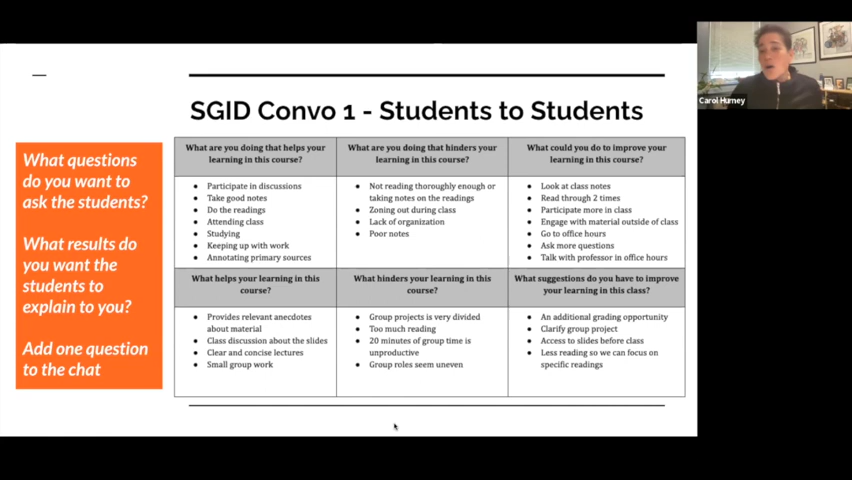 SGID Convo 1 - Students to Students
What questions
do you want to
ask the students?
What results do
you want the
students to
explain to you?
Add one question
to the chat
What are you doing that helps your
learning in this course?
What are you doing that hinders your
learning in this course?
What could you do to improve your
learning in this course?
● Participate in discussions
● Take good notes
● Do the readings
● Attending class
● Studying
● Keeping up with work
● Annotating primary sources
● Not reading thoroughly enough or
taking notes on the readings
● Zoning out during class
● Lack of organization
● Poor notes
● Look at class notes
● Read through 2 times
● Participate more in class
● Engage with material outside of class
● Go to office hours
● Ask more questions
● Talk with professor in office hours
What helps your learning in this
course?
What hinders your learning in this
course?
What suggestions do you have to improve
your learning in this class?
● Provides relevant anecdotes
about material
● Class discussion about the slides
● Clear and concise lectures
● Small group work
● Group projects is very divided
● Too much reading
● 20 minutes of group time is
unproductive
● Group roles seem uneven
● An additional grading opportunity
● Clarify group project
● Access to slides before class
● Less reading so we can focus on
specific readings
Carol Hurney